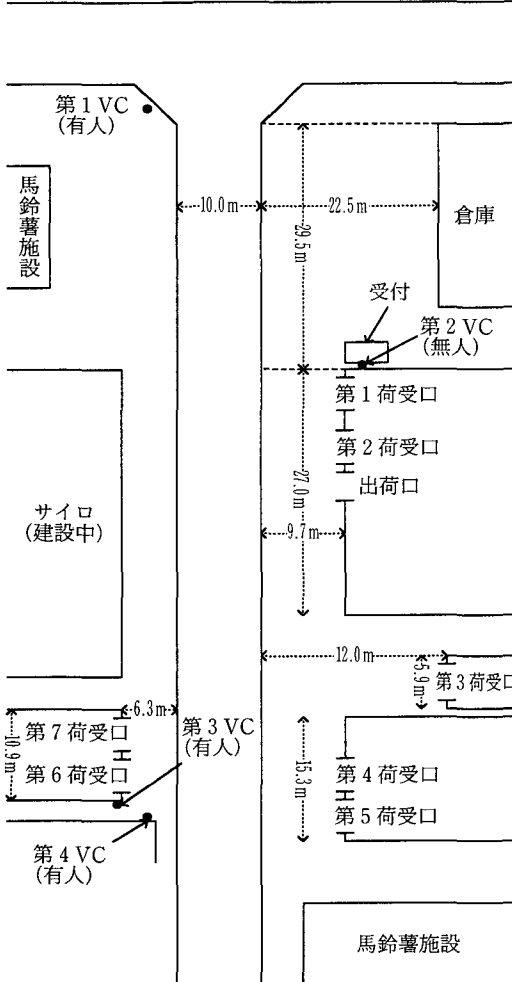 第1VC
(有人)
馬鈴薯施設
10.0m
22.5m
29.5m
倉庫
受付
第2VC
(無人)
第1荷受口
第2荷受口
出荷口
27.0m
9.7m
サイロ
(建設中)
12.0m
5.9m
第3荷受口
6.3m
第7荷受口
10.9m
第6荷受口
第3VC
(有人)
15.3m
第4荷受口
第5荷受口
第4VC
(有人)
馬鈴薯施設